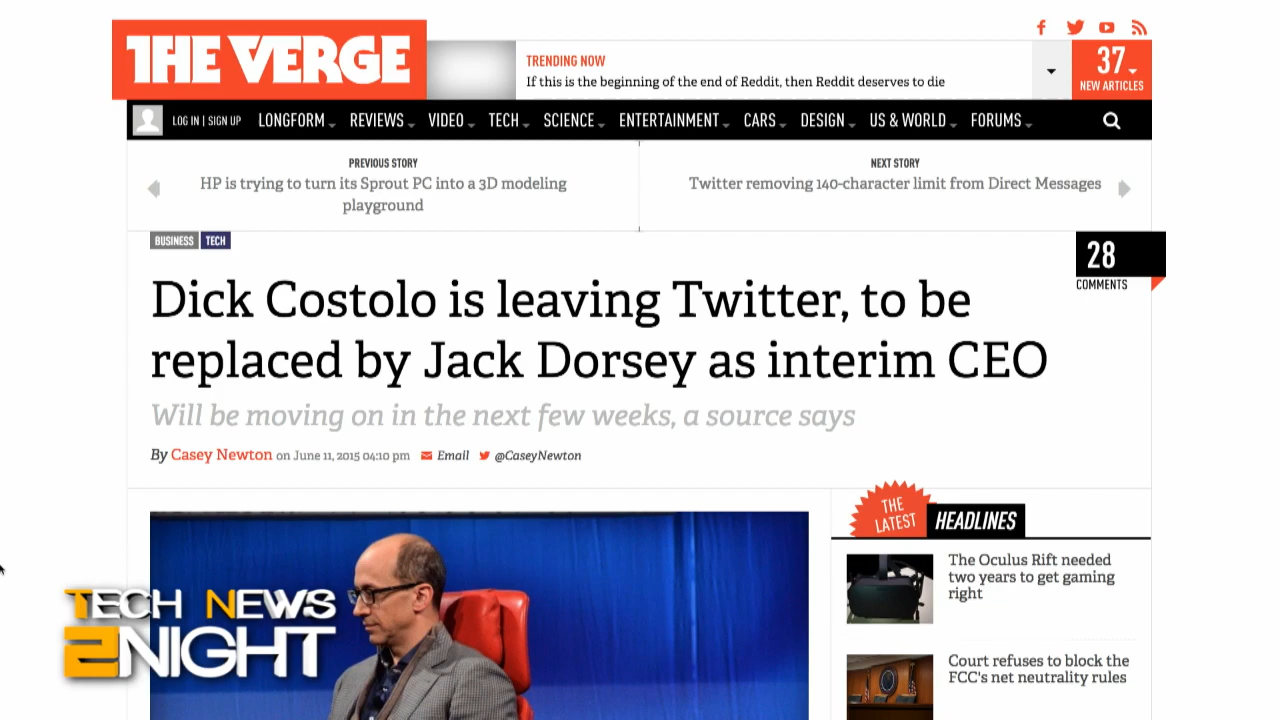 THE VERGE
TRENDING NOW
If this is the beginning of the end of Reddit, then Reddit deserves to die
37
NEW ARTICLES
LOG IN | SIGN UP
LONGFORM
REVIEWS
VIDEO
TECH
SCIENCE
ENTERTAINMENT
CARS
DESIGN
US & WORLD
FORUMS
PREVIOUS STORY
HP is trying to turn its Sprout PC into a 3D modeling
playground
NEXT STORY
Twitter removing 140-character limit from Direct Messages
BUSINESS
TECH
28
COMMENTS
Dick Costolo is leaving Twitter, to be
replaced by Jack Dorsey as interim CEO
Will be moving on in the next few weeks, a source says
By Casey Newton on June 11, 2015 04:10 pm Email @CaseyNewton
THE
LATEST
HEADLINES
The Oculus Rift needed
two years to get gaming
right
Court refuses to block the
FCC's net neutrality rules
TECH NEWS
2NIGHT